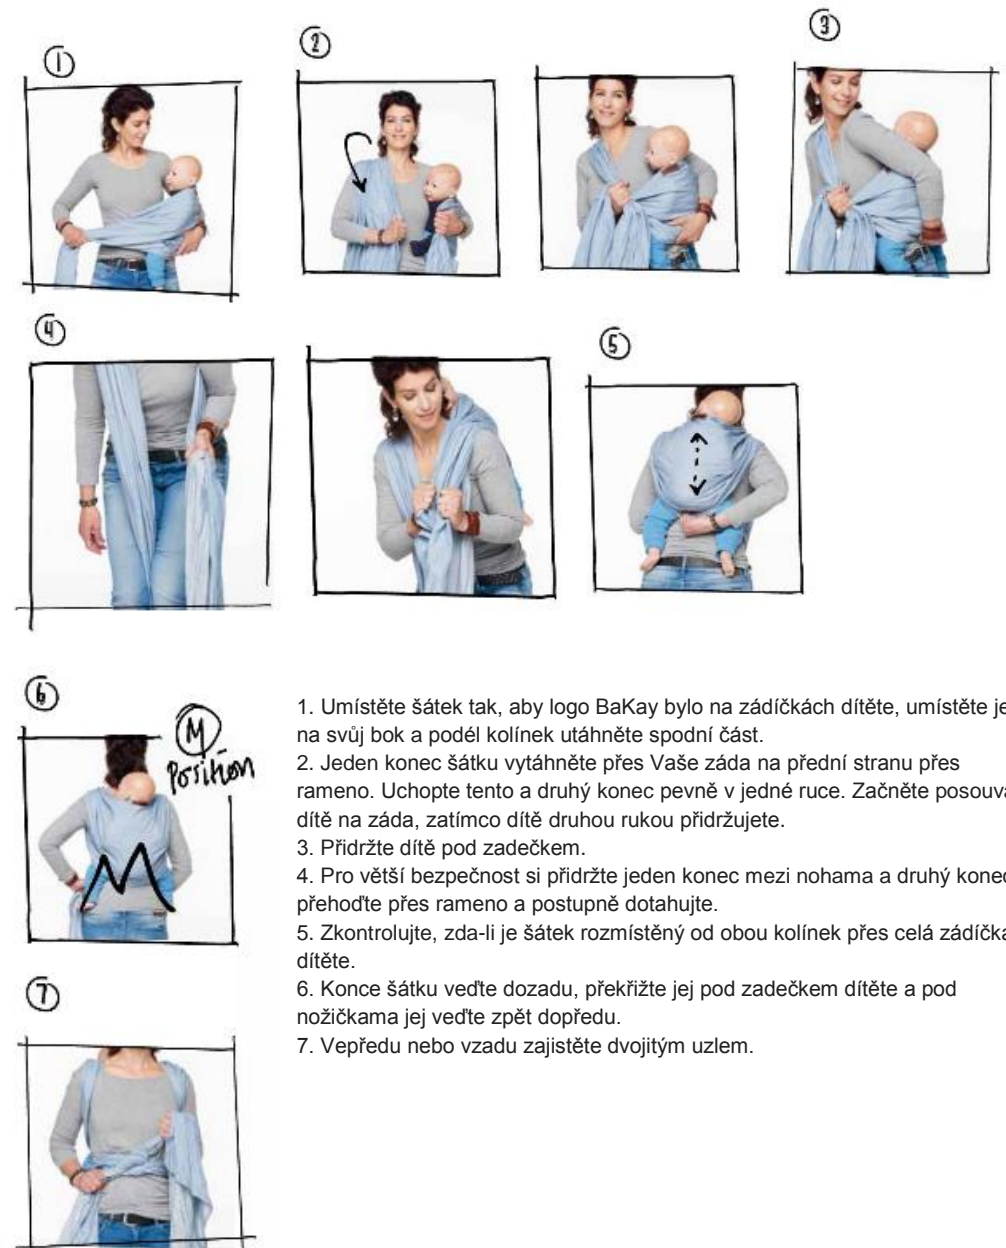 1
2
3
4
5
6
M
Position
1. Umístěte šátek tak, aby logo BaKay bylo na zádíčkách dítěte, umístěte je
na svůj bok a podél kolínek utáhněte spodní část.
2. Jeden konec šátku vytáhněte přes Vaše záda na přední stranu přes
rameno. Uchopte tento a druhý konec pevně v jedné ruce. Začněte posouva
dítě na záda, zatímco dítě druhou rukou přidržujete.
3. Přidržte dítě pod zadečkem.
4. Pro větší bezpečnost si přidržte jeden konec mezi nohama a druhý konec
přehoďte přes rameno a postupně dotahujte.
5. Zkontrolujte, zda-li je šátek rozmístěný od obou kolínek přes celá zádíčka
dítěte.
6. Konce šátku veďte dozadu, překřižte jej pod zadečkem dítěte a pod
nožičkama jej veďte zpět dopředu.
7. Vepředu nebo vzadu zajistěte dvojitým uzlem.
M
7